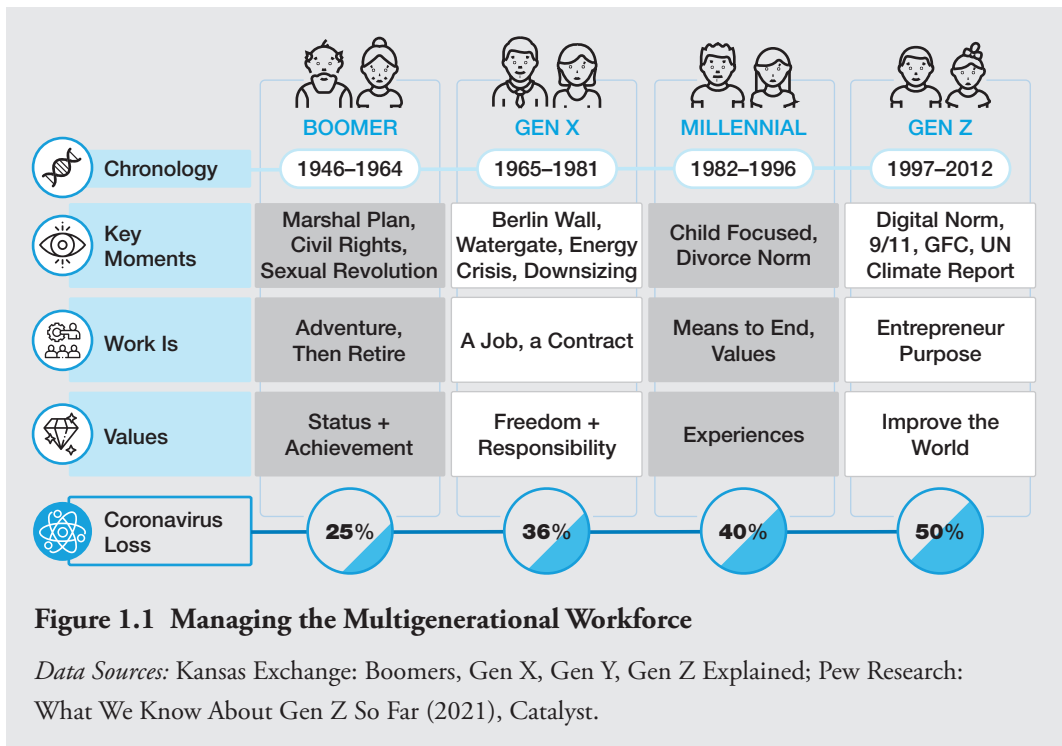 BOOMER
GEN X
MILLENNIAL
GEN Z
Chronology
1946–1964
1965–1981
1982–1996
1997–2012
Key
Moments
Marshal Plan,
Civil Rights,
Sexual Revolution
Berlin Wall,
Watergate, Energy
Crisis, Downsizing
Child Focused,
Divorce Norm
Digital Norm,
9/11, GFC, UN
Climate Report
Work Is
Adventure,
Then Retire
A Job, a Contract
Means to End,
Values
Entrepreneur
Purpose
Values
Status +
Achievement
Freedom +
Responsibility
Experiences
Improve the
World
Coronavirus
Loss
25%
36%
40%
50%
Figure 1.1 Managing the Multigenerational Workforce
Data Sources: Kansas Exchange: Boomers, Gen X, Gen Y, Gen Z Explained; Pew Research:
What We Know About Gen Z So Far (2021), Catalyst.